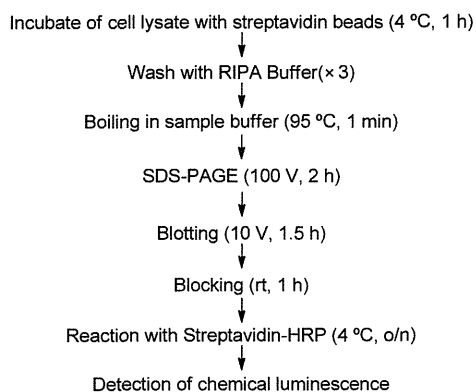 Incubate of cell lysate with streptavidin beads (4 ºC, 1 h)
Wash with RIPA Buffer(× 3)
Boiling in sample buffer (95 ºC, 1 min)
SDS-PAGE (100 V, 2 h)
Blotting (10 V, 1.5 h)
Blocking (rt, 1 h)
Reaction with Streptavidin-HRP (4 ºC, o/n)
Detection of chemical luminescence